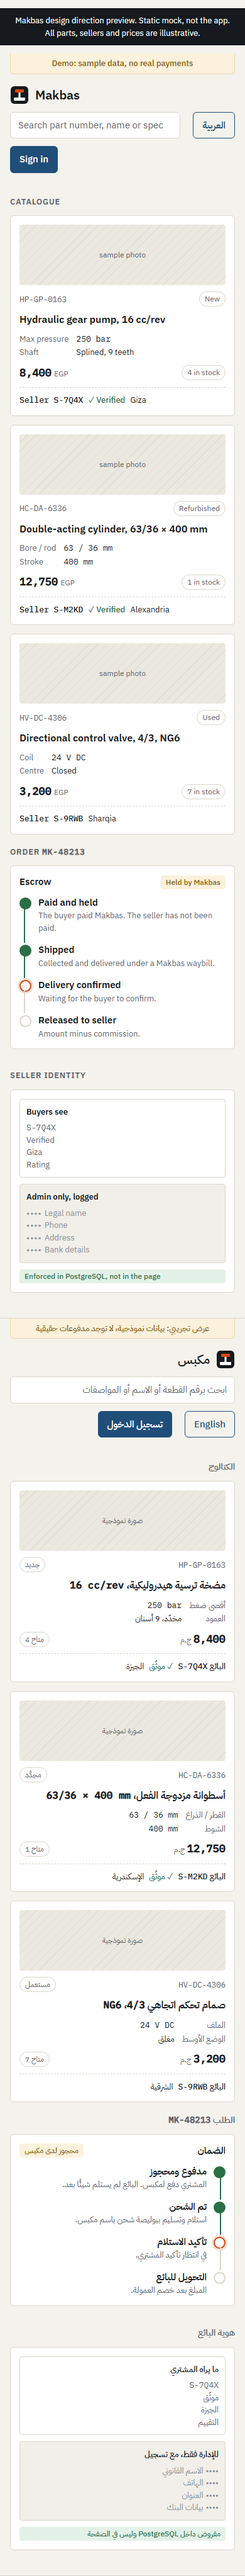 Makbas design direction preview. Static mock, not the app.
All parts, sellers and prices are illustrative.
Demo: sample data, no real payments
Makbas
Search part number, name or spec
العربية
Sign in
CATALOGUE
sample photo
HP-GP-0163
New
Hydraulic gear pump, 16 cc/rev
Max pressure 250 bar
Shaft Splined, 9 teeth
8,400 EGP
4 in stock
Seller S-7Q4X ✓ Verified Giza
sample photo
HC-DA-6336
Refurbished
Double-acting cylinder, 63/36 × 400 mm
Bore / rod 63 / 36 mm
Stroke 400 mm
12,750 EGP
1 in stock
Seller S-M2KD ✓ Verified Alexandria
sample photo
HV-DC-4306
Used
Directional control valve, 4/3, NG6
Coil 24 V DC
Centre Closed
3,200 EGP
7 in stock
Seller S-9RWB Sharqia
ORDER MK-48213
Escrow
Held by Makbas
Paid and held
The buyer paid Makbas. The seller has not been
paid.
Shipped
Collected and delivered under a Makbas waybill.
Delivery confirmed
Waiting for the buyer to confirm.
Released to seller
Amount minus commission.
SELLER IDENTITY
Buyers see
S-7Q4X
Verified
Giza
Rating
Admin only, logged
•••• Legal name
•••• Phone
•••• Address
•••• Bank details
Enforced in PostgreSQL, not in the page
عرض تجريبي: بيانات نموذجية، لا توجد مدفوعات حقيقية
مكبس
ابحث برقم القطعة أو الاسم أو المواصفات
English
تسجيل الدخول
الكتالوج
صورة نموذجية
HP-GP-0163
جديد
مضخة ترسية هيدروليكية، 16 cc/rev
أقصى ضغط 250 bar
العمود مخدّد، 9 أسنان
8,400 ج.م
متاح 4
البائع S-7Q4X ✓ موثّق الجيزة
صورة نموذجية
HC-DA-6336
مجدَّد
أسطوانة مزدوجة الفعل، 63/36 × 400 mm
القطر / الذراع 63 / 36 mm
الشوط 400 mm
12,750 ج.م
متاح 1
البائع S-M2KD ✓ موثّق الإسكندرية
صورة نموذجية
HV-DC-4306
مستعمل
صمام تحكم اتجاهي 4/3، NG6
الملف 24 V DC
الوضع الأوسط مغلق
3,200 ج.م
متاح 7
البائع S-9RWB الشرقية
الطلب MK-48213
الضمان
محجوز لدى مكبس
مدفوع ومحجوز
المشتري دفع لمكبس. البائع لم يستلم شيئًا بعد.
تم الشحن
استلام وتسليم ببوليصة شحن باسم مكبس.
تأكيد الاستلام
في انتظار تأكيد المشتري.
التحويل للبائع
المبلغ بعد خصم العمولة.
هوية البائع
ما يراه المشتري
S-7Q4X
موثّق
الجيزة
التقييم
للإدارة فقط، مع تسجيل
•••• الاسم القانوني
•••• الهاتف
•••• العنوان
•••• بيانات البنك
مفروض داخل PostgreSQL وليس في الصفحة